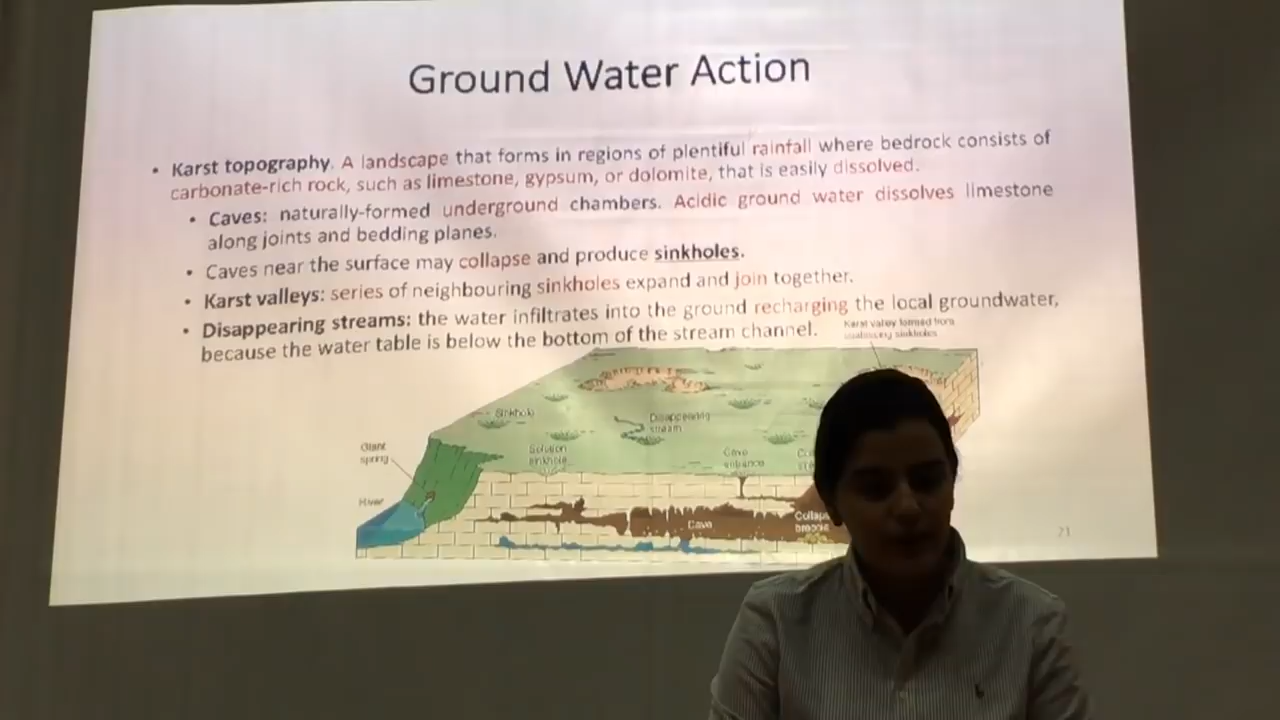 Ground Water Action
• Karst topography. A landscape that forms in regions of plentiful rainfall where bedrock consists of
carbonate-rich rock, such as limestone, gypsum, or dolomite, that is easily dissolved.
• Caves: naturally-formed underground chambers. Acidic ground water dissolves limestone
along joints and bedding planes.
• Caves near the surface may collapse and produce sinkholes.
• Karst valleys: series of neighbouring sinkholes expand and join together.
• Disappearing streams: the water infiltrates into the ground recharging the local groundwater,
because the water table is below the bottom of the stream channel.
Karst valley formed from
coalescing sinkholes
Sinkhole
Disappearing
stream
Giant
spring
Solution
sinkhole
Cave
entrance
River
Cave
21